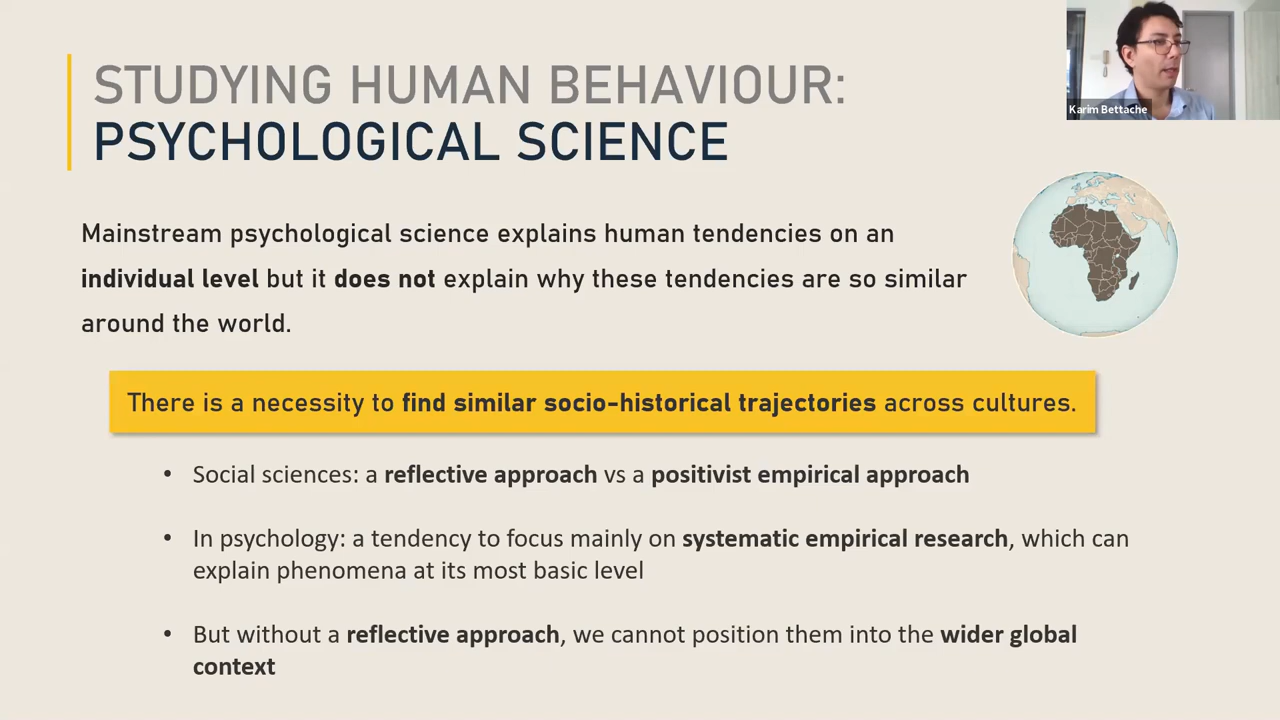 STUDYING HUMAN BEHAVIOUR:
PSYCHOLOGICAL SCIENCE
Karim Bettache
Mainstream psychological science explains human tendencies on an
individual level but it does not explain why these tendencies are so similar
around the world.
There is a necessity to find similar socio-historical trajectories across cultures.
• Social sciences: a reflective approach vs a positivist empirical approach
• In psychology: a tendency to focus mainly on systematic empirical research, which can
explain phenomena at its most basic level
• But without a reflective approach, we cannot position them into the wider global
context